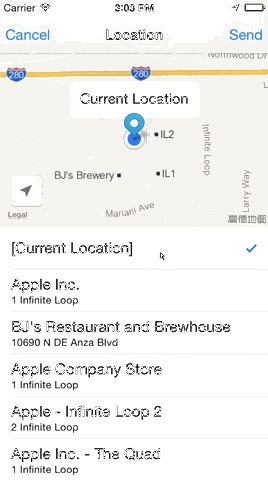 Carrier 3:03 PM
Cancel Location Send
Northwood Dr
280 280
Current Location
IL2
BJ's Brewery IL1
Infinite Loop
Larry Way
Mariani Ave
Legal
高德地图
[Current Location]
Apple Inc.
1 Infinite Loop
BJ's Restaurant and Brewhouse
10690 N DE Anza Blvd
Apple Company Store
1 Infinite Loop
Apple - Infinite Loop 2
2 Infinite Loop
Apple Inc. - The Quad
1 Infinite Loop